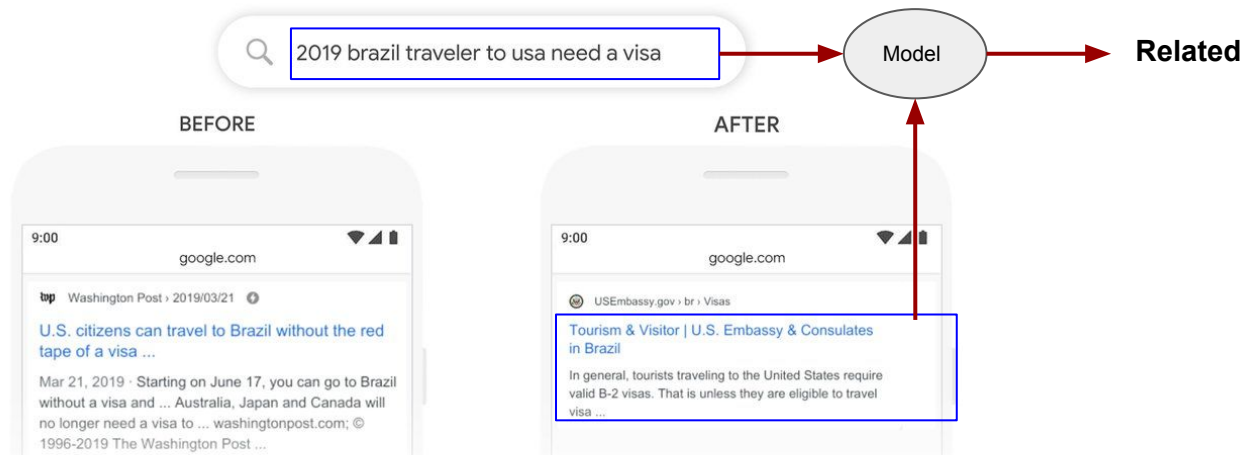 2019 brazil traveler to usa need a visa
Model
Related
BEFORE
AFTER
9:00
google.com
wp Washington Post › 2019/03/21
U.S. citizens can travel to Brazil without the red
tape of a visa ...
Mar 21, 2019 · Starting on June 17, you can go to Brazil
without a visa and ... Australia, Japan and Canada will
no longer need a visa to ... washingtonpost.com; ©
1996-2019 The Washington Post ...
9:00
google.com
USEmbassy.gov › br › Visas
Tourism & Visitor | U.S. Embassy & Consulates
in Brazil
In general, tourists traveling to the United States require
valid B-2 visas. That is unless they are eligible to travel
visa ...